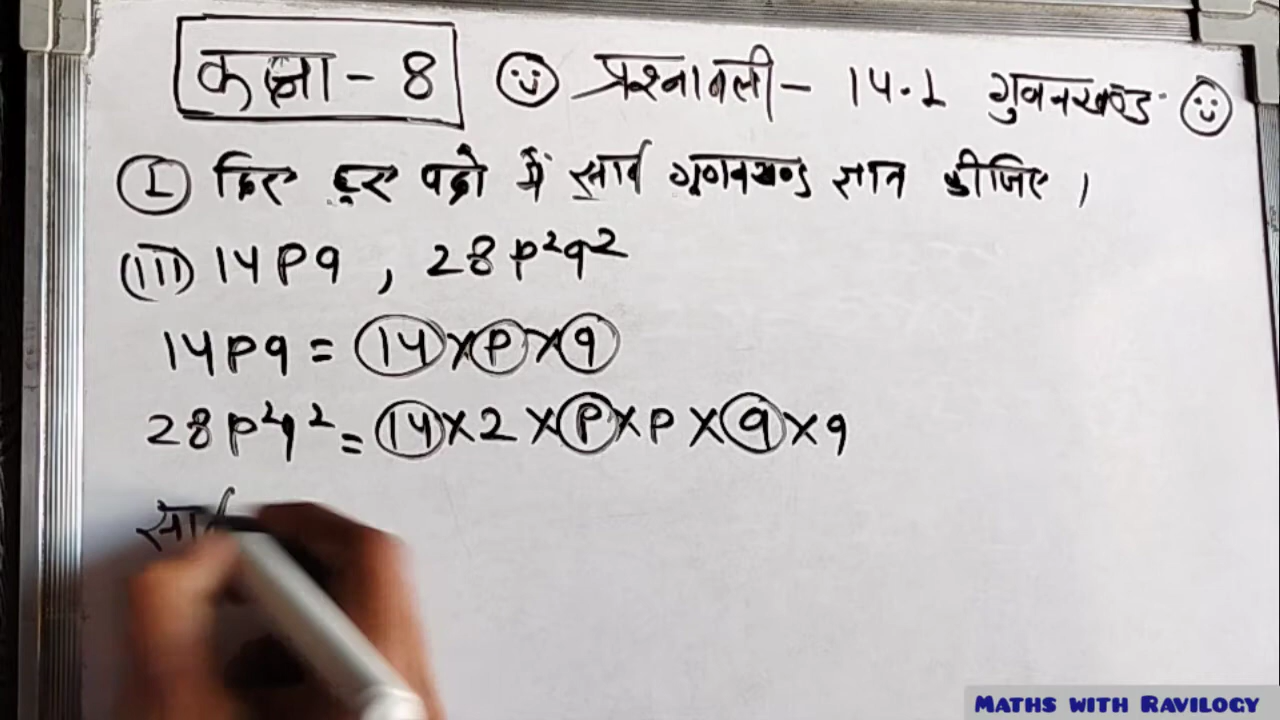 कक्षा - 8 प्रश्नावली - 14.1 गुणनखण्ड
(1) दिए हुए पदो में सार्व गुणनखण्ड ज्ञात कीजिए।
(iii) 14pq , 28p²q²
14pq = 14×p×q
28p²q² = 14×2×p×p×q×q
सार्व
MATHS WITH RAVILOGY